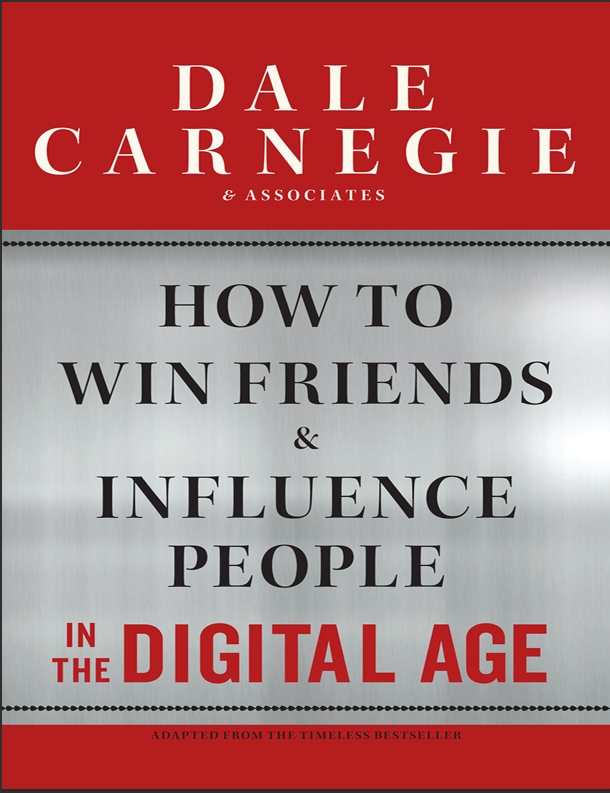 DALE
CARNEGIE
& ASSOCIATES
HOW TO
WIN FRIENDS
&
INFLUENCE
PEOPLE
IN
THE DIGITAL AGE
ADAPTED FROM THE TIMELESS BESTSELLER